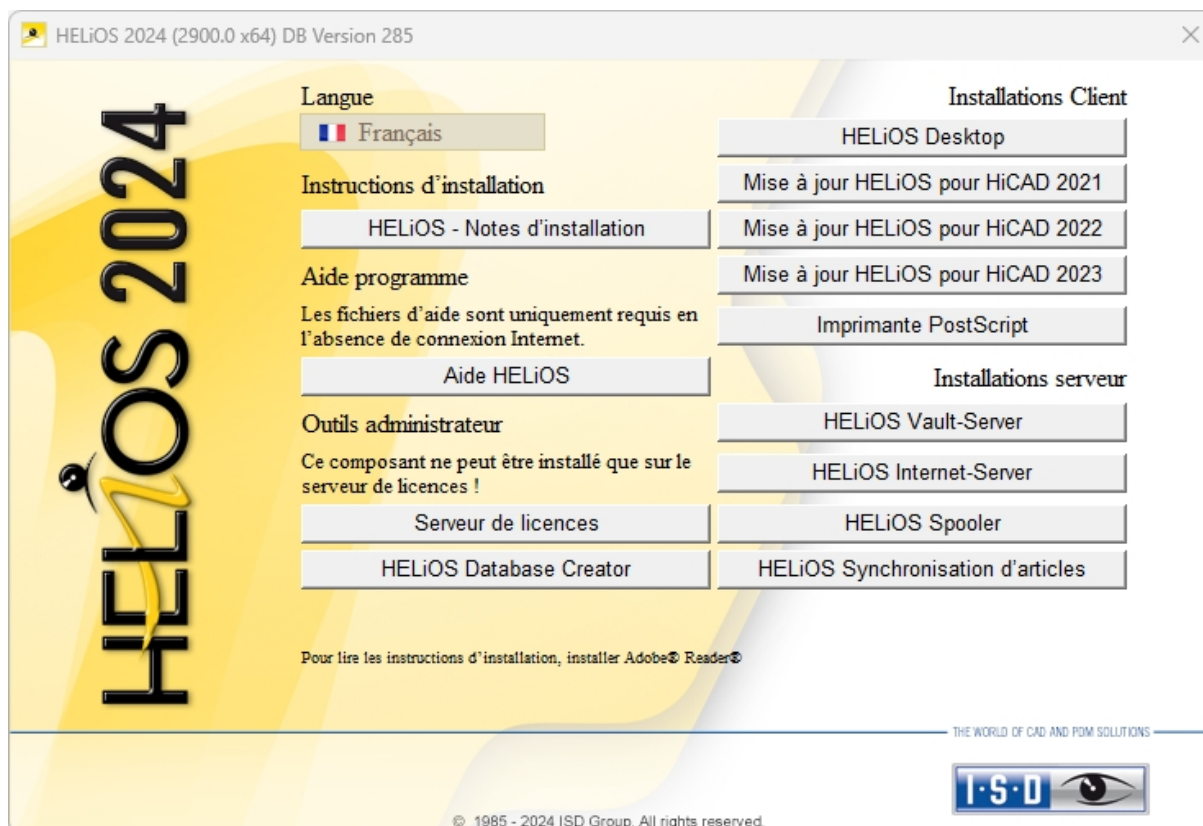 HELiOS 2024 (2900.0 x64) DB Version 285
HELiOS 2024
Langue
Français
Instructions d'installation
HELiOS - Notes d'installation
Aide programme
Les fichiers d'aide sont uniquement requis en
l'absence de connexion Internet.
Aide HELiOS
Outils administrateur
Ce composant ne peut être installé que sur le
serveur de licences !
Serveur de licences
HELiOS Database Creator
Installations Client
HELiOS Desktop
Mise à jour HELiOS pour HiCAD 2021
Mise à jour HELiOS pour HiCAD 2022
Mise à jour HELiOS pour HiCAD 2023
Imprimante PostScript
Installations serveur
HELiOS Vault-Server
HELiOS Internet-Server
HELiOS Spooler
HELiOS Synchronisation d'articles
Pour lire les instructions d'installation, installer Adobe® Reader®
THE WORLD OF CAD AND PDM SOLUTIONS
I·S·D
© 1985 - 2024 ISD Group. All rights reserved.